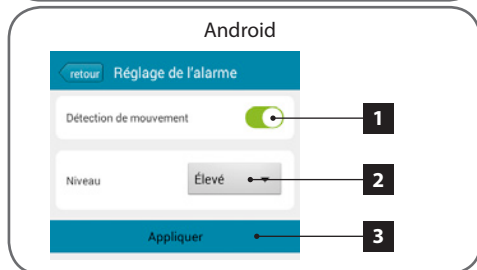 Android
retour Réglage de l'alarme
Détection de mouvement 1
Niveau Élevé 2
Appliquer 3